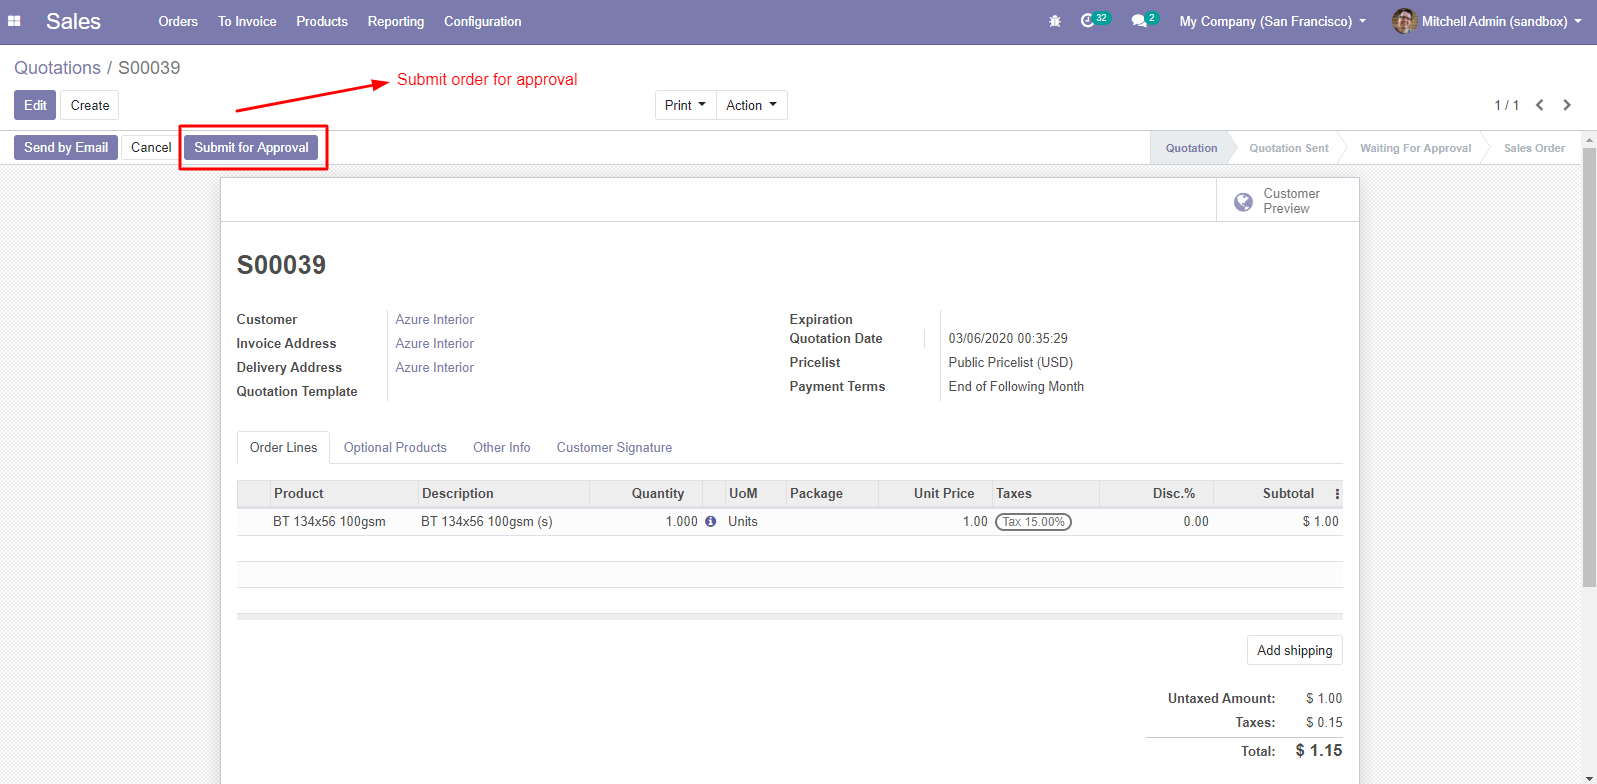 Sales Orders To Invoice Products Reporting Configuration 32 2 My Company (San Francisco) Mitchell Admin (sandbox)
Quotations / S00039
Submit order for approval
Edit Create Print Action 1 / 1
Send by Email Cancel Submit for Approval Quotation Quotation Sent Waiting For Approval Sales Order
Customer
Preview
S00039
Customer Azure Interior
Invoice Address Azure Interior
Delivery Address Azure Interior
Quotation Template
Expiration
Quotation Date 03/06/2020 00:35:29
Pricelist Public Pricelist (USD)
Payment Terms End of Following Month
Order Lines Optional Products Other Info Customer Signature
Product Description Quantity UoM Package Unit Price Taxes Disc.% Subtotal
BT 134x56 100gsm BT 134x56 100gsm (s) 1.000 Units 1.00 Tax 15.00% 0.00 $ 1.00
Add shipping
Untaxed Amount: $ 1.00
Taxes: $ 0.15
Total: $ 1.15